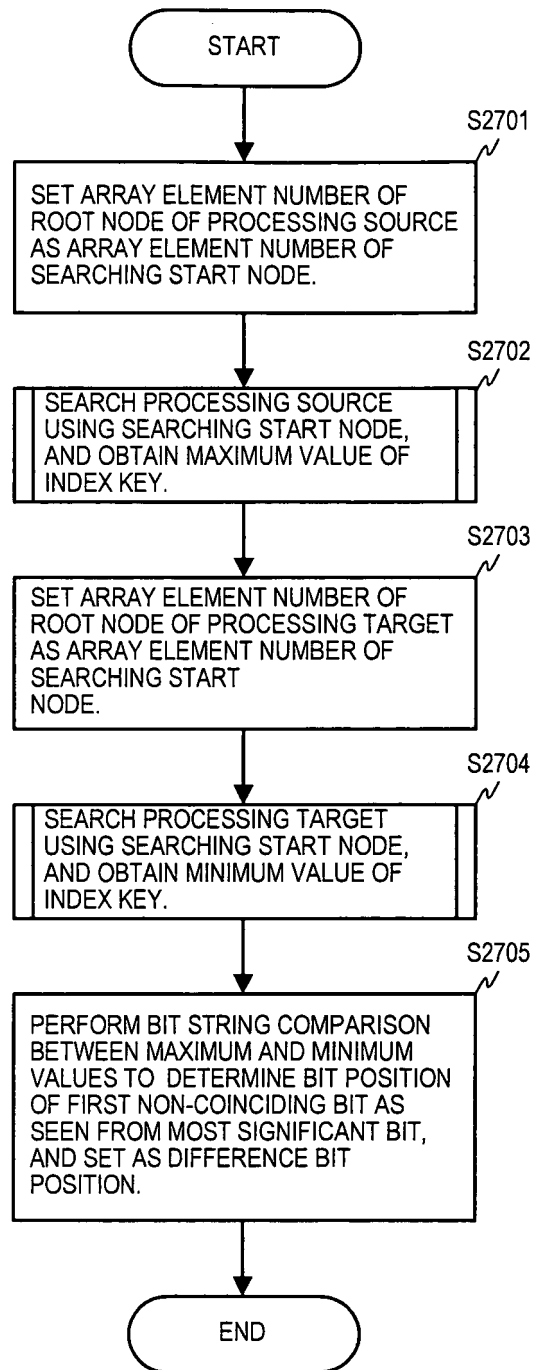 START
S2701
SET ARRAY ELEMENT NUMBER OF
ROOT NODE OF PROCESSING SOURCE
AS ARRAY ELEMENT NUMBER OF
SEARCHING START NODE.
S2702
SEARCH PROCESSING SOURCE
USING SEARCHING START NODE,
AND OBTAIN MAXIMUM VALUE OF
INDEX KEY.
S2703
SET ARRAY ELEMENT NUMBER OF
ROOT NODE OF PROCESSING TARGET
AS ARRAY ELEMENT NUMBER OF
SEARCHING START
NODE.
S2704
SEARCH PROCESSING TARGET
USING SEARCHING START NODE,
AND OBTAIN MINIMUM VALUE OF
INDEX KEY.
S2705
PERFORM BIT STRING COMPARISON
BETWEEN MAXIMUM AND MINIMUM
VALUES TO DETERMINE BIT POSITION
OF FIRST NON-COINCIDING BIT AS
SEEN FROM MOST SIGNIFICANT BIT,
AND SET AS DIFFERENCE BIT
POSITION.
END